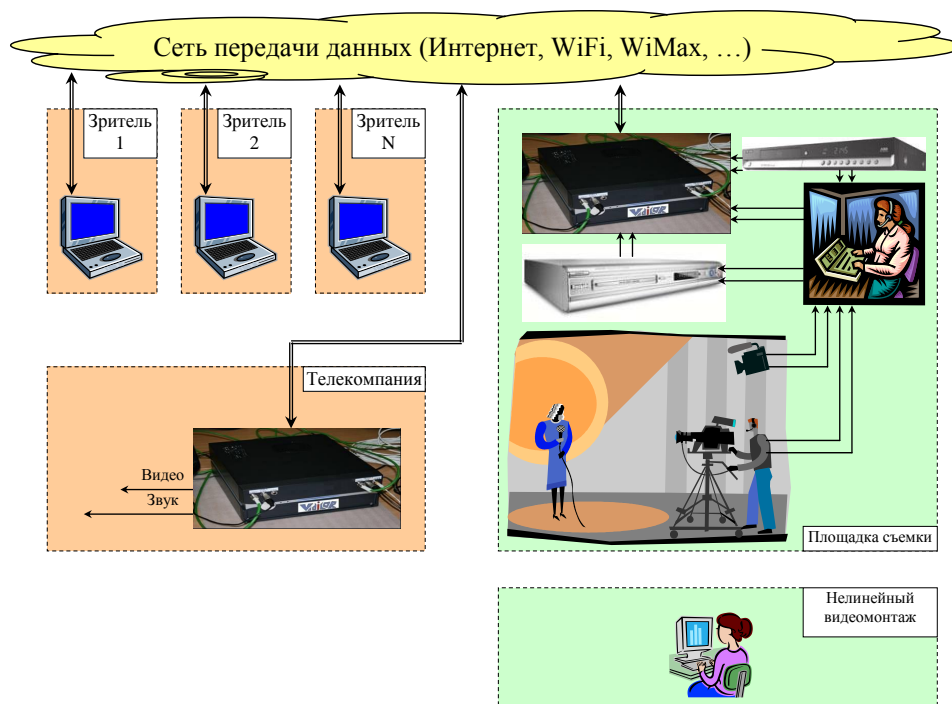 Сеть передачи данных (Интернет, WiFi, WiMax, …)
Зритель
1
Зритель
2
Зритель
N
Телекомпания
Видео
Звук
Площадка съемки
Нелинейный
видеомонтаж